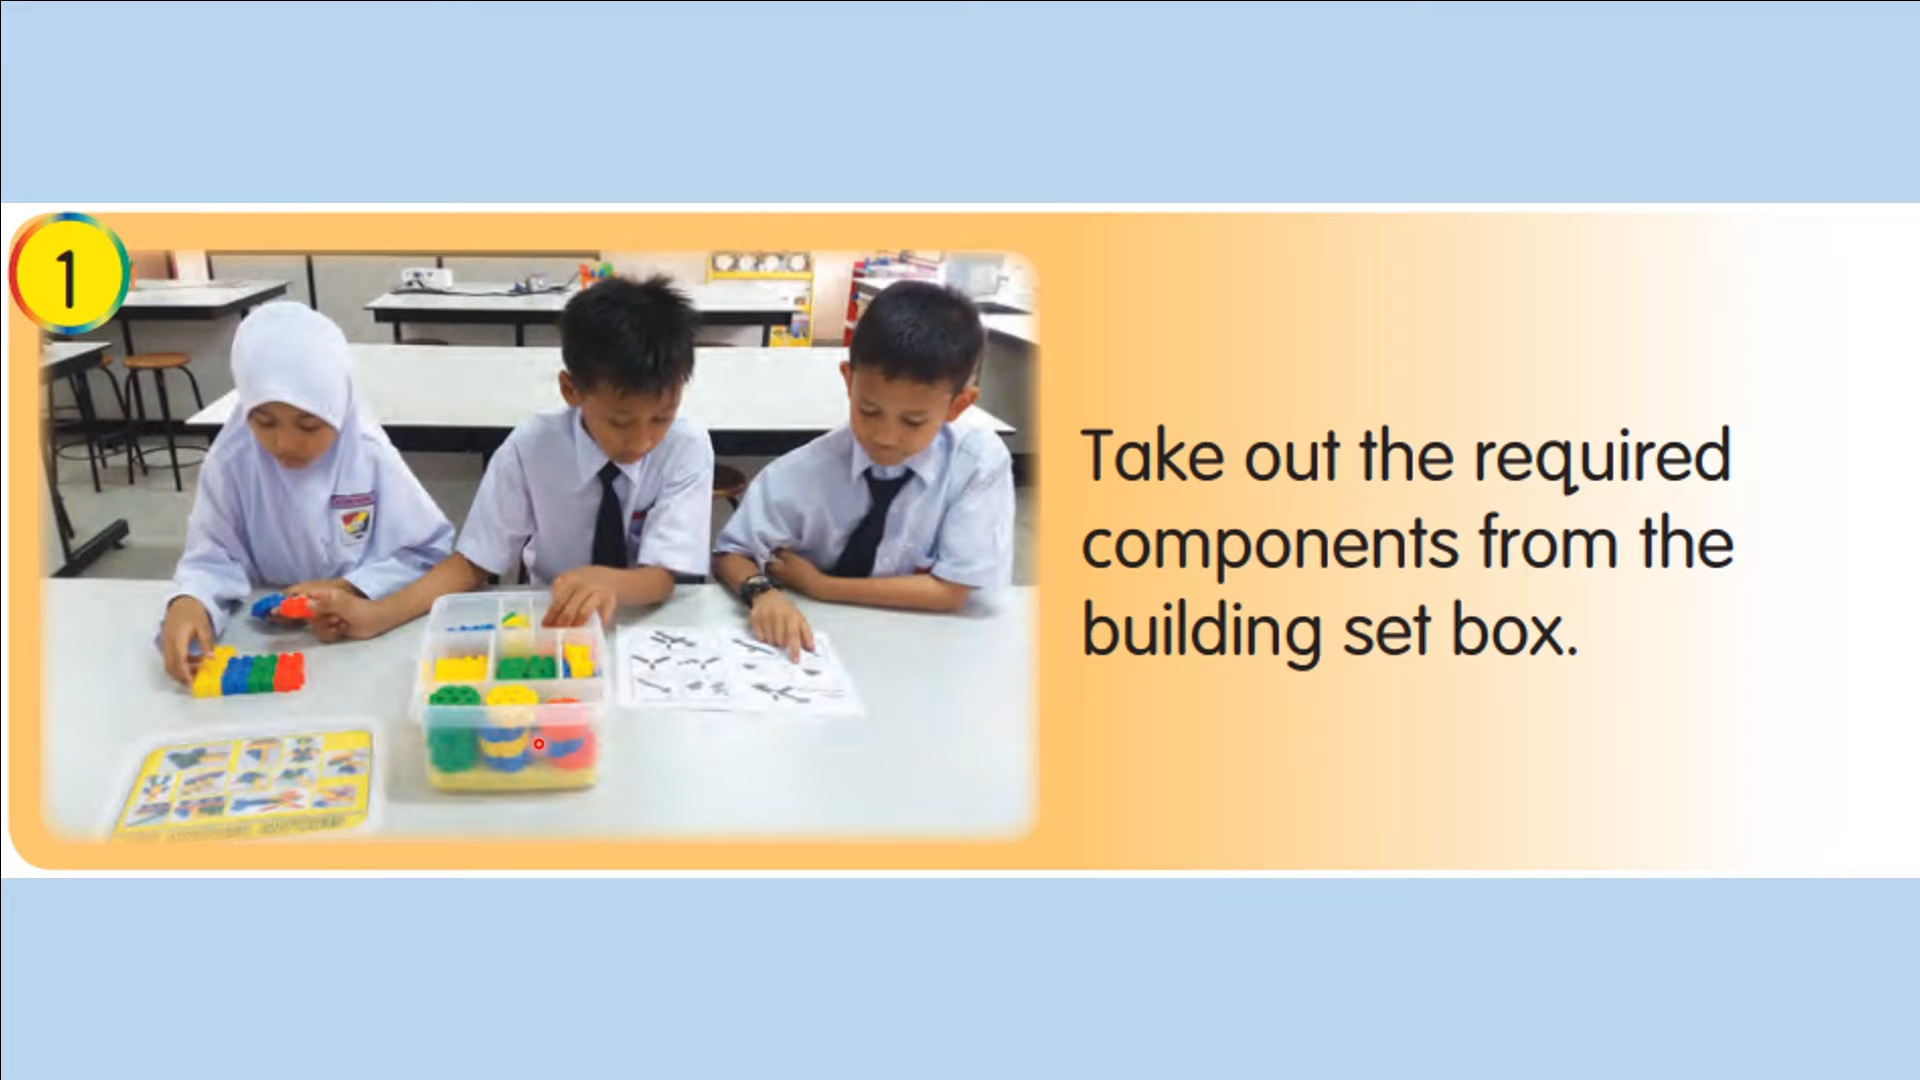 1
Take out the required
components from the
building set box.